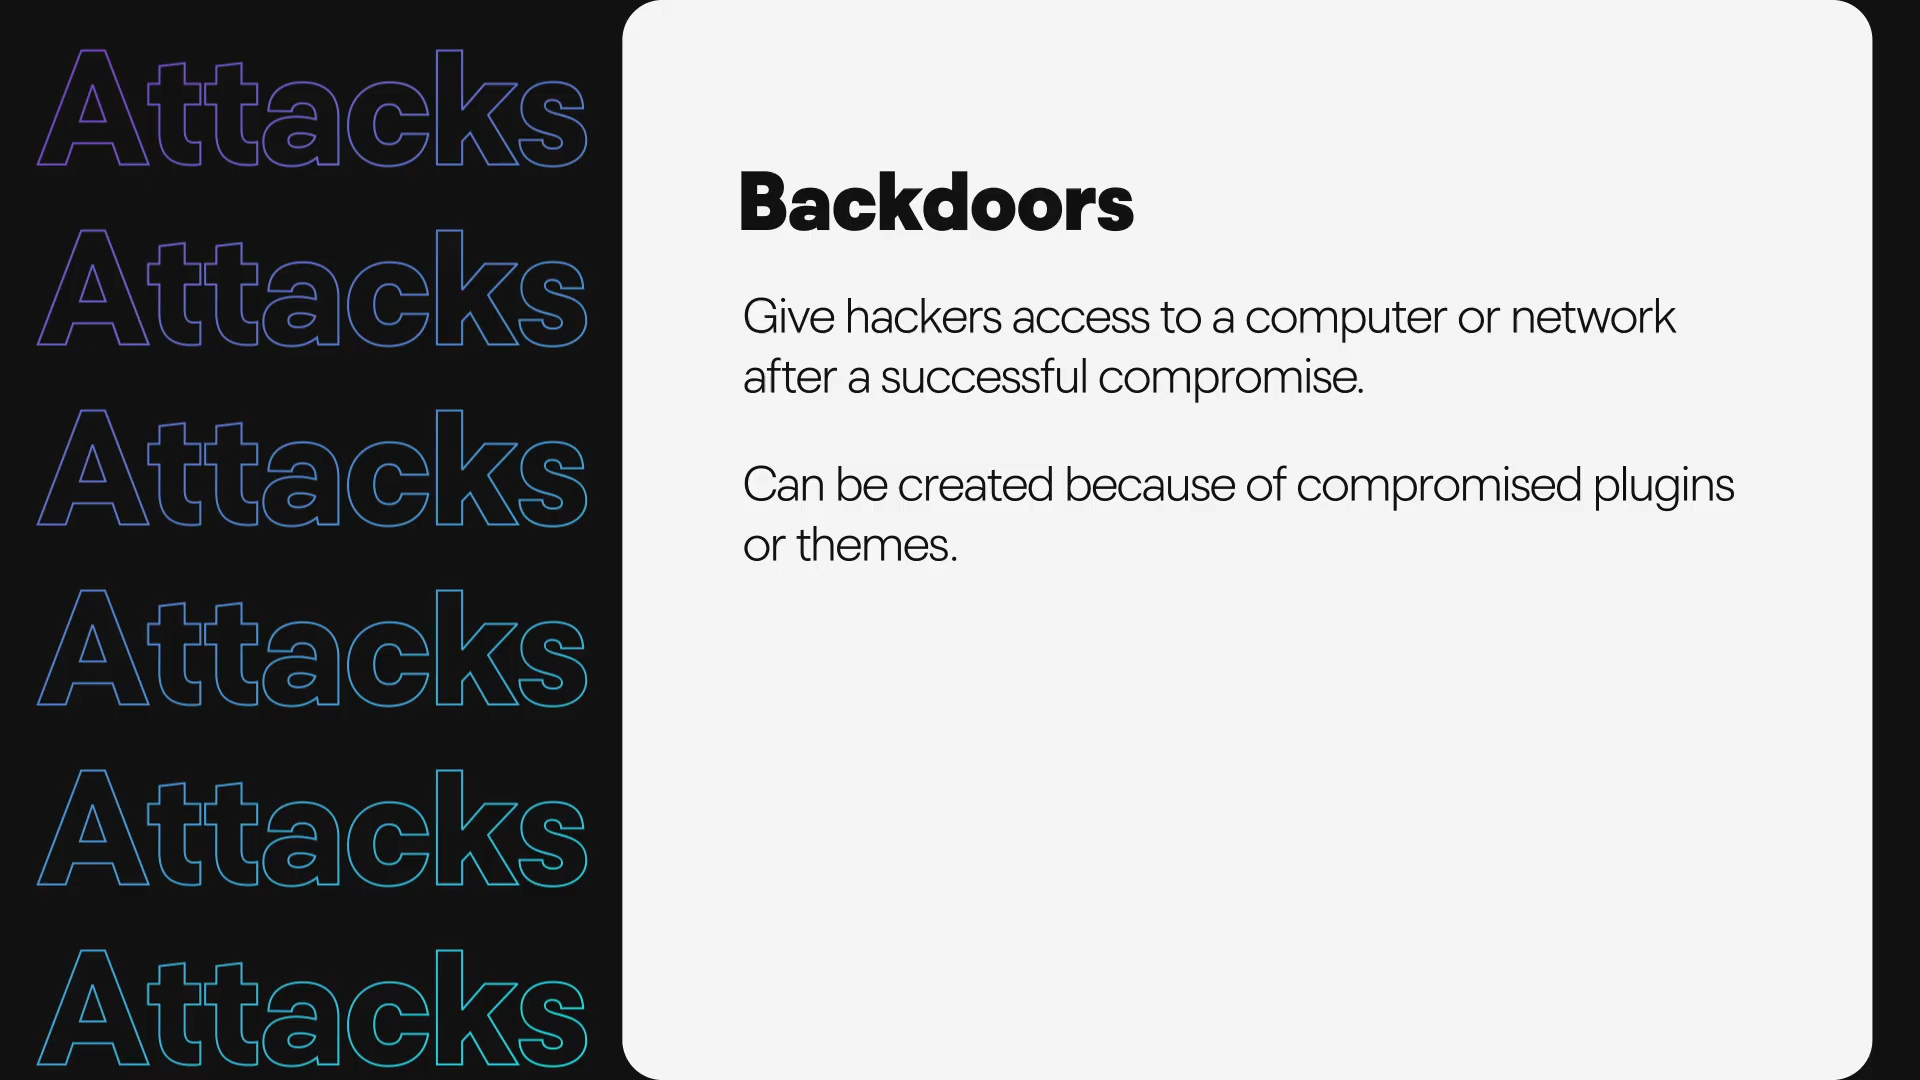 Attacks
Attacks
Attacks
Attacks
Attacks
Attacks
Backdoors
Give hackers access to a computer or network
after a successful compromise.
Can be created because of compromised plugins
or themes.